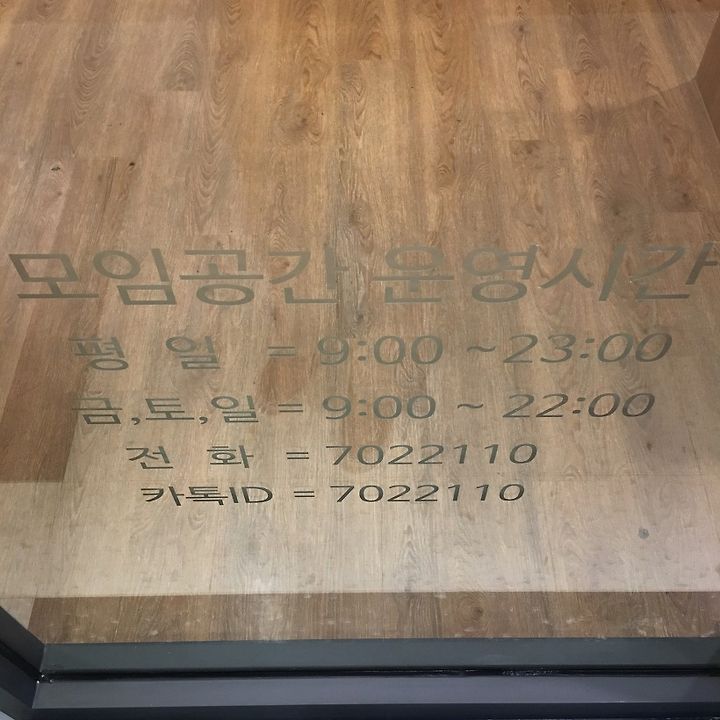 모임공간 운영시간
평 일 = 9:00 ~23:00
금,토,일 = 9:00 ~ 22:00
전 화 = 7022110
카톡ID = 7022110